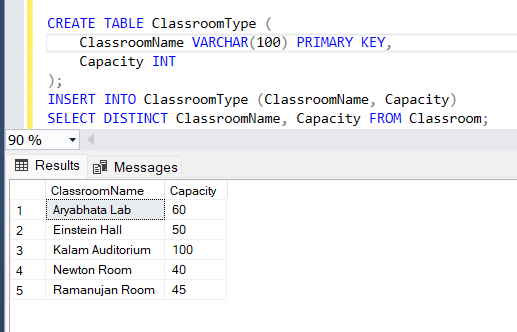 CREATE TABLE ClassroomType (
ClassroomName VARCHAR(100) PRIMARY KEY,
Capacity INT
);
INSERT INTO ClassroomType (ClassroomName, Capacity)
SELECT DISTINCT ClassroomName, Capacity FROM Classroom;
90 %
Results Messages
ClassroomName Capacity
1 Aryabhata Lab 60
2 Einstein Hall 50
3 Kalam Auditorium 100
4 Newton Room 40
5 Ramanujan Room 45